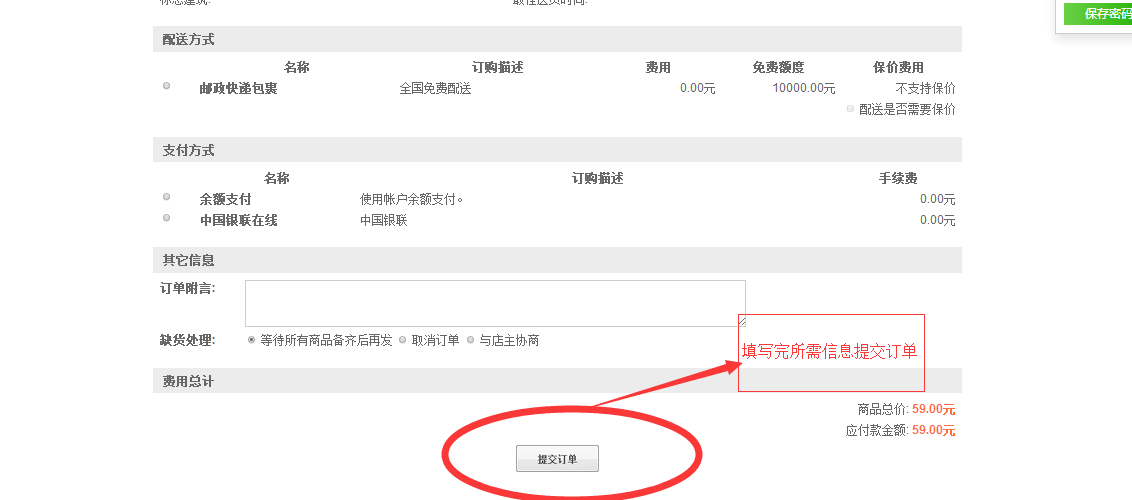 标志建筑: 最佳送货时间:
保存密码
配送方式
名称 订购描述 费用 免费额度 保价费用
邮政快递包裹 全国免费配送 0.00元 10000.00元 不支持保价
配送是否需要保价
支付方式
名称 订购描述 手续费
余额支付 使用帐户余额支付。 0.00元
中国银联在线 中国银联 0.00元
其它信息
订单附言:
缺货处理: 等待所有商品备齐后再发 取消订单 与店主协商
填写完所需信息提交订单
费用总计
商品总价: 59.00元
应付款金额: 59.00元
提交订单